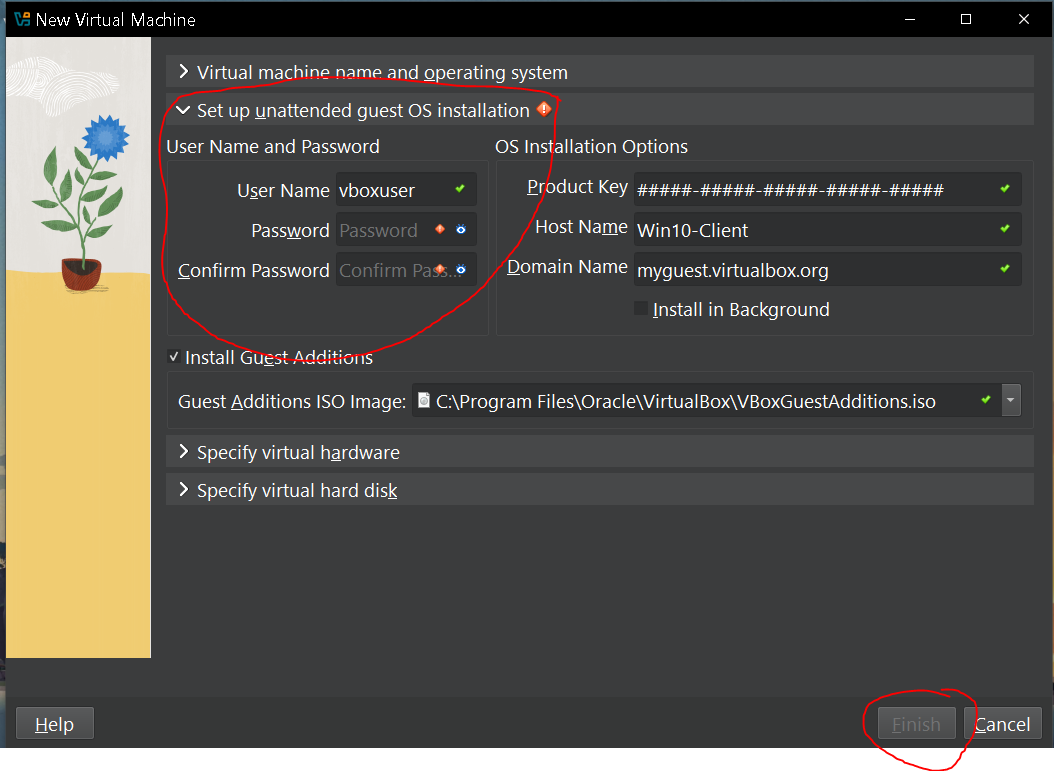 New Virtual Machine
Virtual machine name and operating system
Set up unattended guest OS installation
User Name and Password
User Name vboxuser
Password Password
Confirm Password Confirm Pass...
OS Installation Options
Product Key #####-#####-#####-#####-#####
Host Name Win10-Client
Domain Name myguest.virtualbox.org
Install in Background
Install Guest Additions
Guest Additions ISO Image: C:\Program Files\Oracle\VirtualBox\VBoxGuestAdditions.iso
Specify virtual hardware
Specify virtual hard disk
Help Finish Cancel